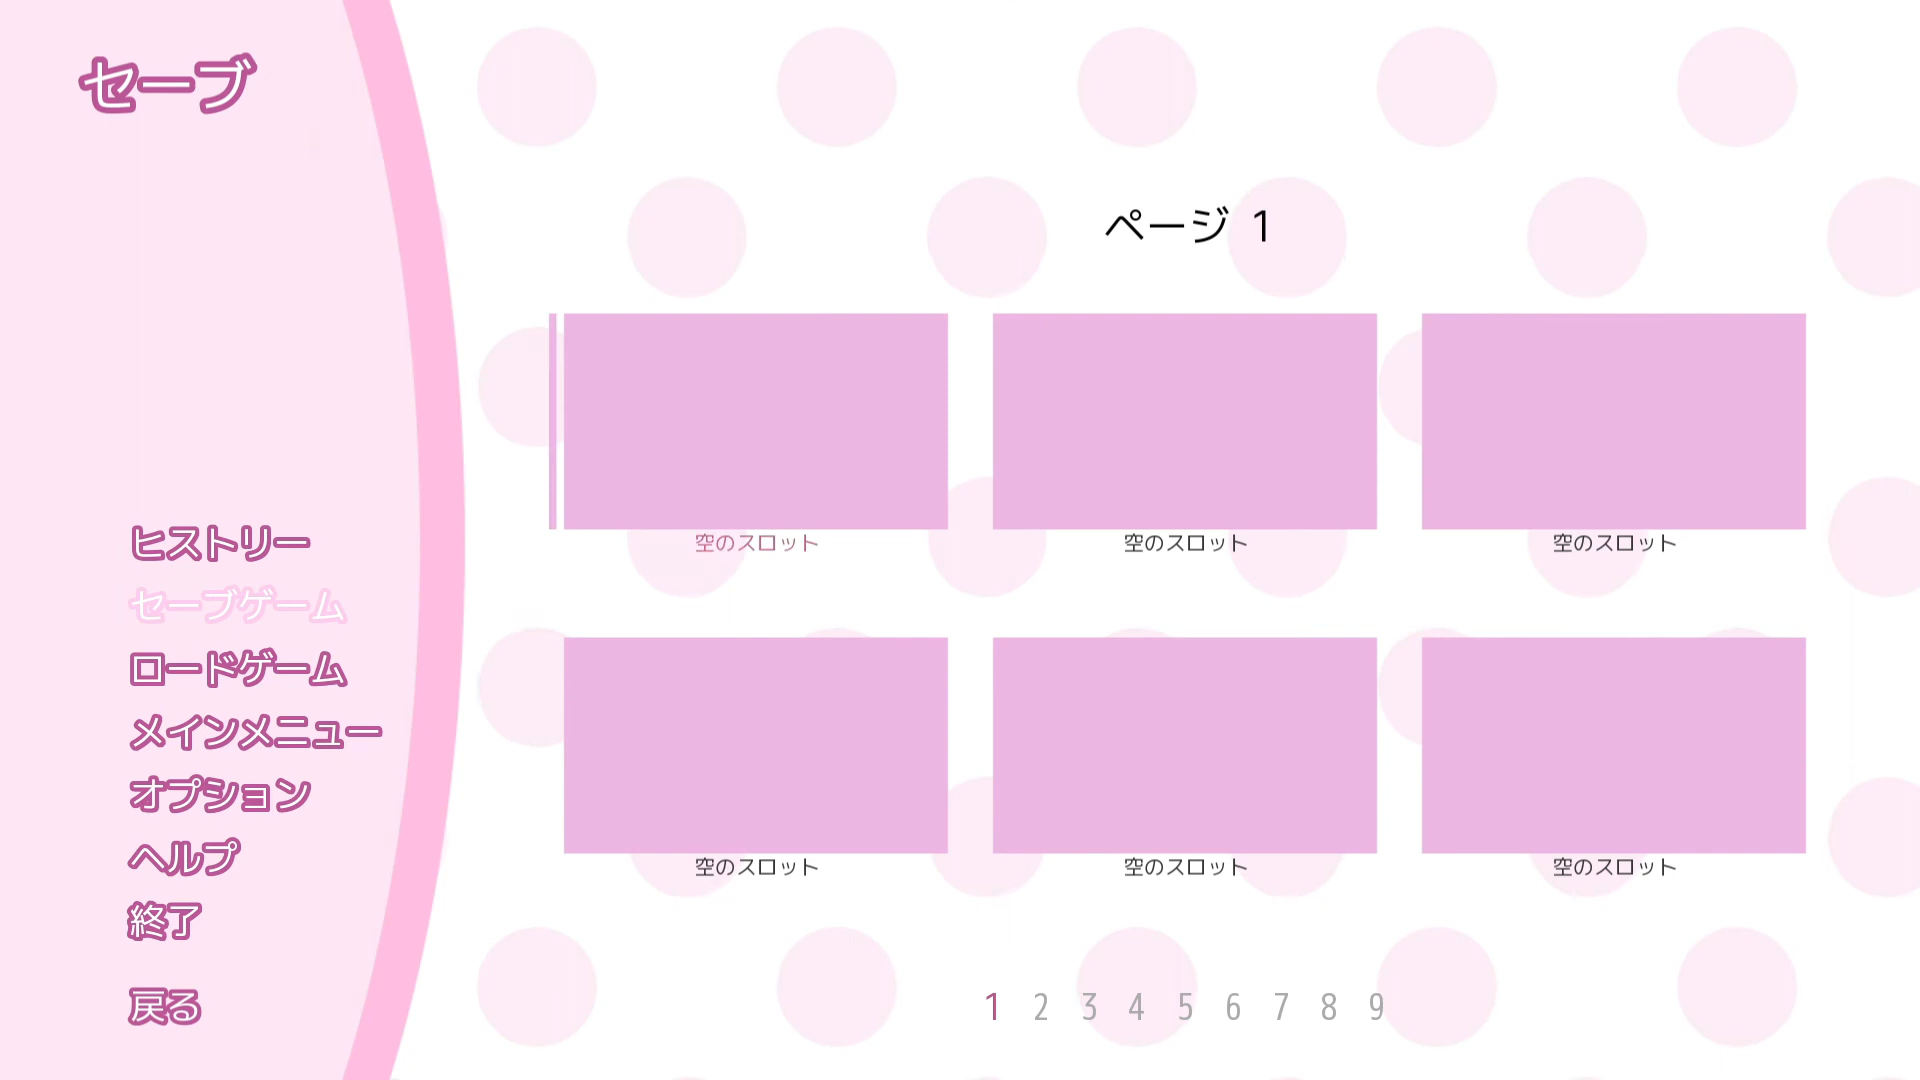 セーブ
ページ 1
空のスロット 空のスロット 空のスロット
空のスロット 空のスロット 空のスロット
ヒストリー
セーブゲーム
ロードゲーム
メインメニュー
オプション
ヘルプ
終了
戻る
1 2 3 4 5 6 7 8 9